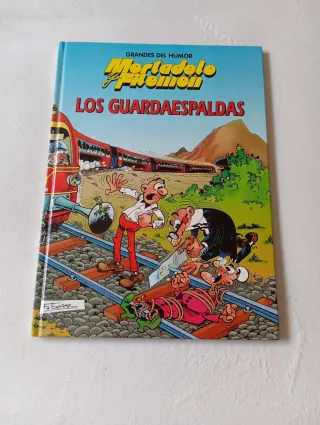 GRANDES DEL HUMOR
Mortadelo
y Filemón
LOS GUARDAESPALDAS